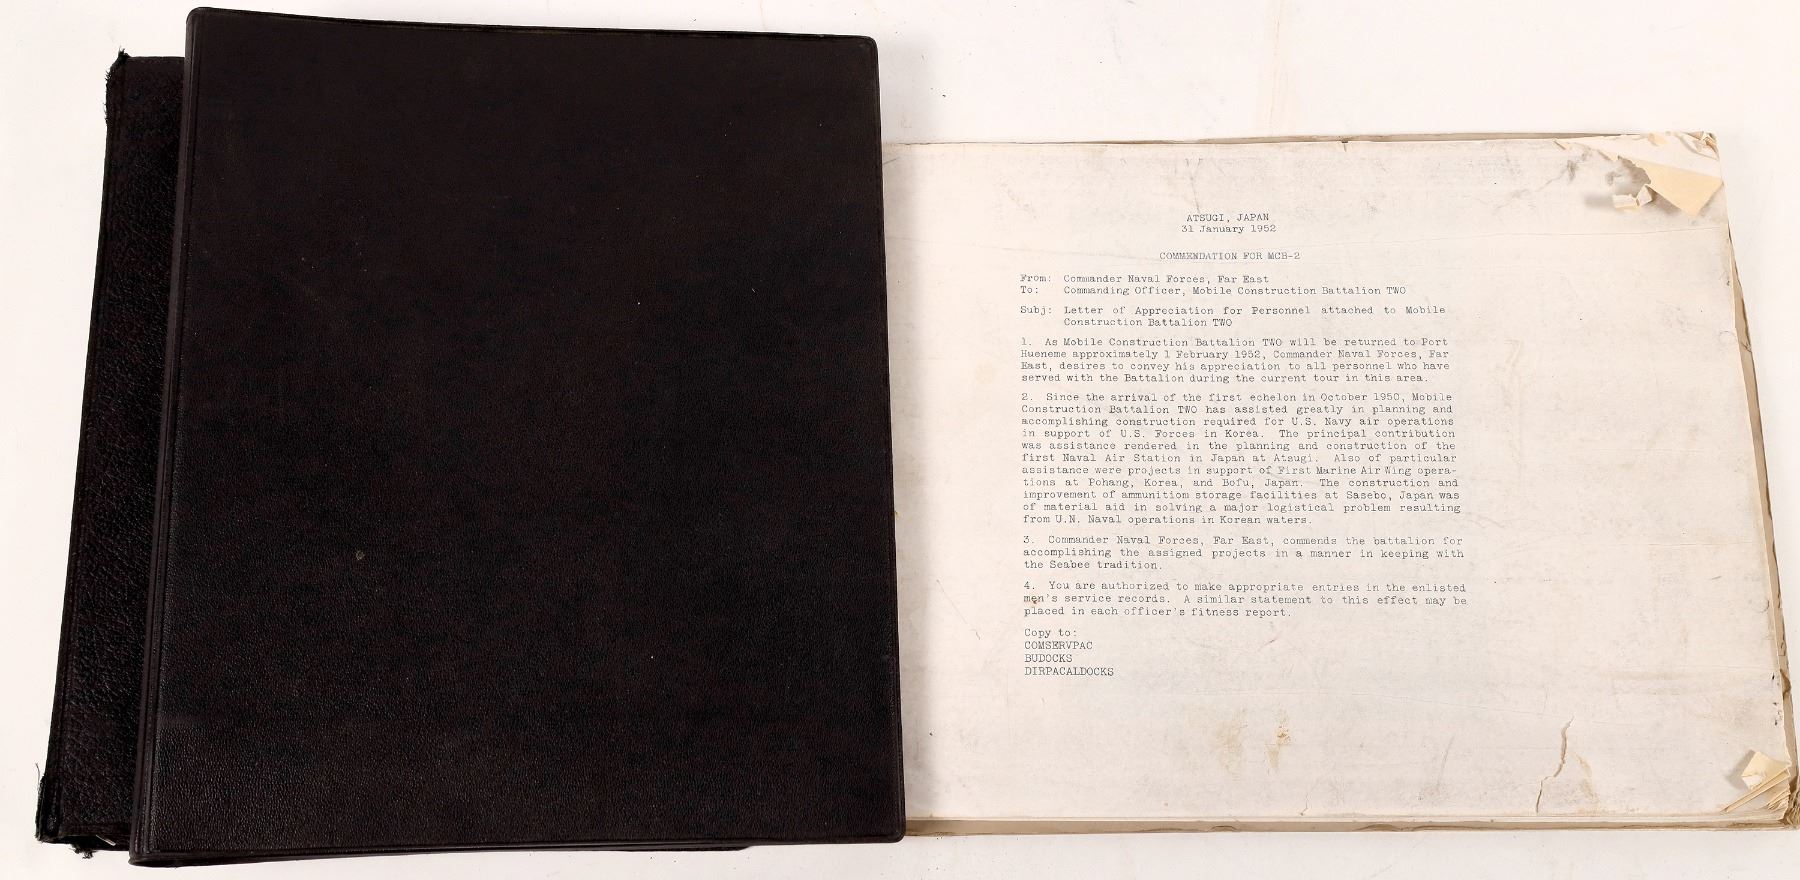 ATSUGI, JAPAN
31 January 1952
COMMENDATION FOR MCB-2
From: Commander Naval Forces, Far East
To: Commanding Officer, Mobile Construction Battalion TWO
Subj: Letter of Appreciation for Personnel attached to Mobile
Construction Battalion TWO
1. As Mobile Construction Battalion TWO will be returned to Port
Hueneme approximately 1 February 1952, Commander Naval Forces, Far
East, desires to convey his appreciation to all personnel who have
served with the Battalion during the current tour in this area.
2. Since the arrival of the first echelon in October 1950, Mobile
Construction Battalion TWO has assisted greatly in planning and
accomplishing construction required for U.S. Navy air operations
in support of U.S. Forces in Korea. The principal contribution
was assistance rendered in the planning and construction of the
first Naval Air Station in Japan at Atsugi. Also of particular
assistance were projects in support of First Marine Air Wing opera-
tions at Pohang, Korea, and Bofu, Japan. The construction and
improvement of ammunitiom storage facilities at Sasebo, Japan was
of material aid in solving a major logistical problem resulting
from U.N. Naval operations in Korean waters.
3. Commander Naval Forces, Far East, commends the battalion for
accomplishing the assigned projects in a manner in keeping with
the Seabee tradition.
4. You are authorized to make appropriate entries in the enlisted
men's service records. A similar statement to this effect may be
placed in each officer's fitness report.
Copy to:
COMSERVPAC
BUDOCKS
DIRPACALDOCKS